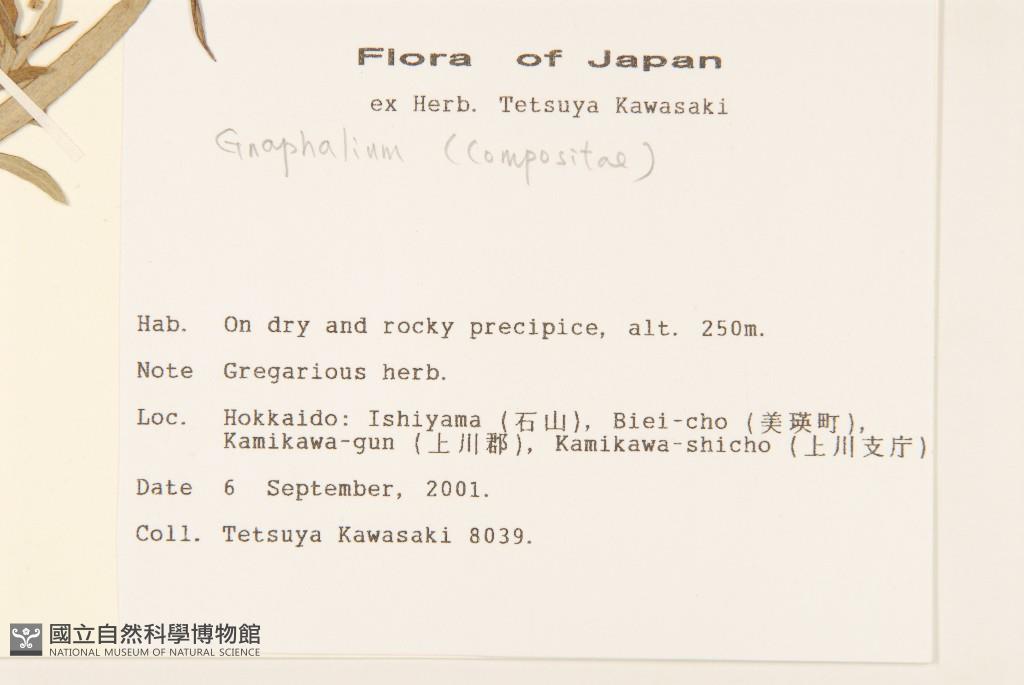 Flora of Japan
ex Herb. Tetsuya Kawasaki
Gnaphalium (Compositae)
Hab. On dry and rocky precipice, alt. 250m.
Note Gregarious herb.
Loc. Hokkaido: Ishiyama (石山), Biei-cho (美瑛町),
Kamikawa-gun (上川郡), Kamikawa-shicho (上川支庁)
Date 6 September, 2001.
Coll. Tetsuya Kawasaki 8039.
國立自然科學博物館
NATIONAL MUSEUM OF NATURAL SCIENCE